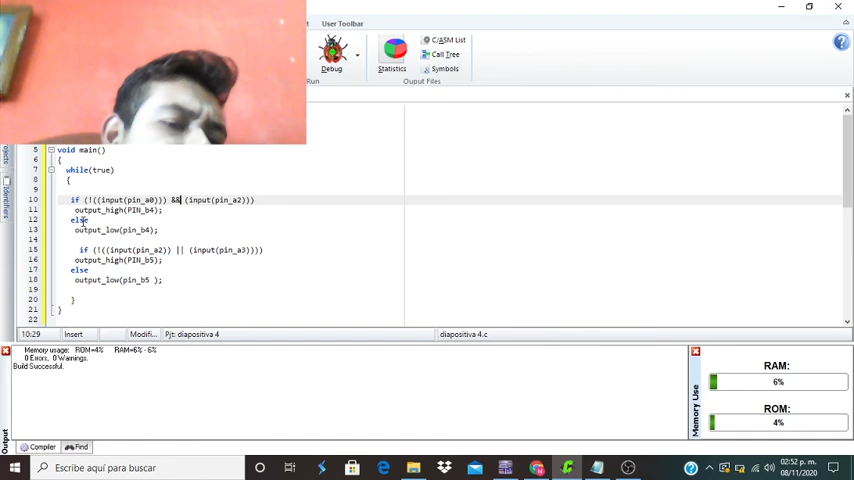 User Toolbar
C/ASM List
Call Tree
Symbols
Debug
Statistics
Run
Ouput Files
5 void main()
6 {
7 while(true)
8 {
9
10 if (!((input(pin_a0))) && (input(pin_a2)))
11 output_high(PIN_b4);
12 else
13 output_low(pin_b4);
14
15 if (!((input(pin_a2)) || (input(pin_a3))))
16 output_high(PIN_b5);
17 else
18 output_low(pin_b5 );
19
20 }
21 }
22
Projects
Identifiers
10:29
Insert
Modifi...
Pjt: diapositiva 4
diapositiva 4.c
Memory usage: ROM=4% RAM=6% - 6%
0 Errors, 0 Warnings.
Build Successful.
Output
Memory Use
RAM:
6%
ROM:
4%
Compiler
Find
Escribe aquí para buscar
02:52 p. m.
08/11/2020